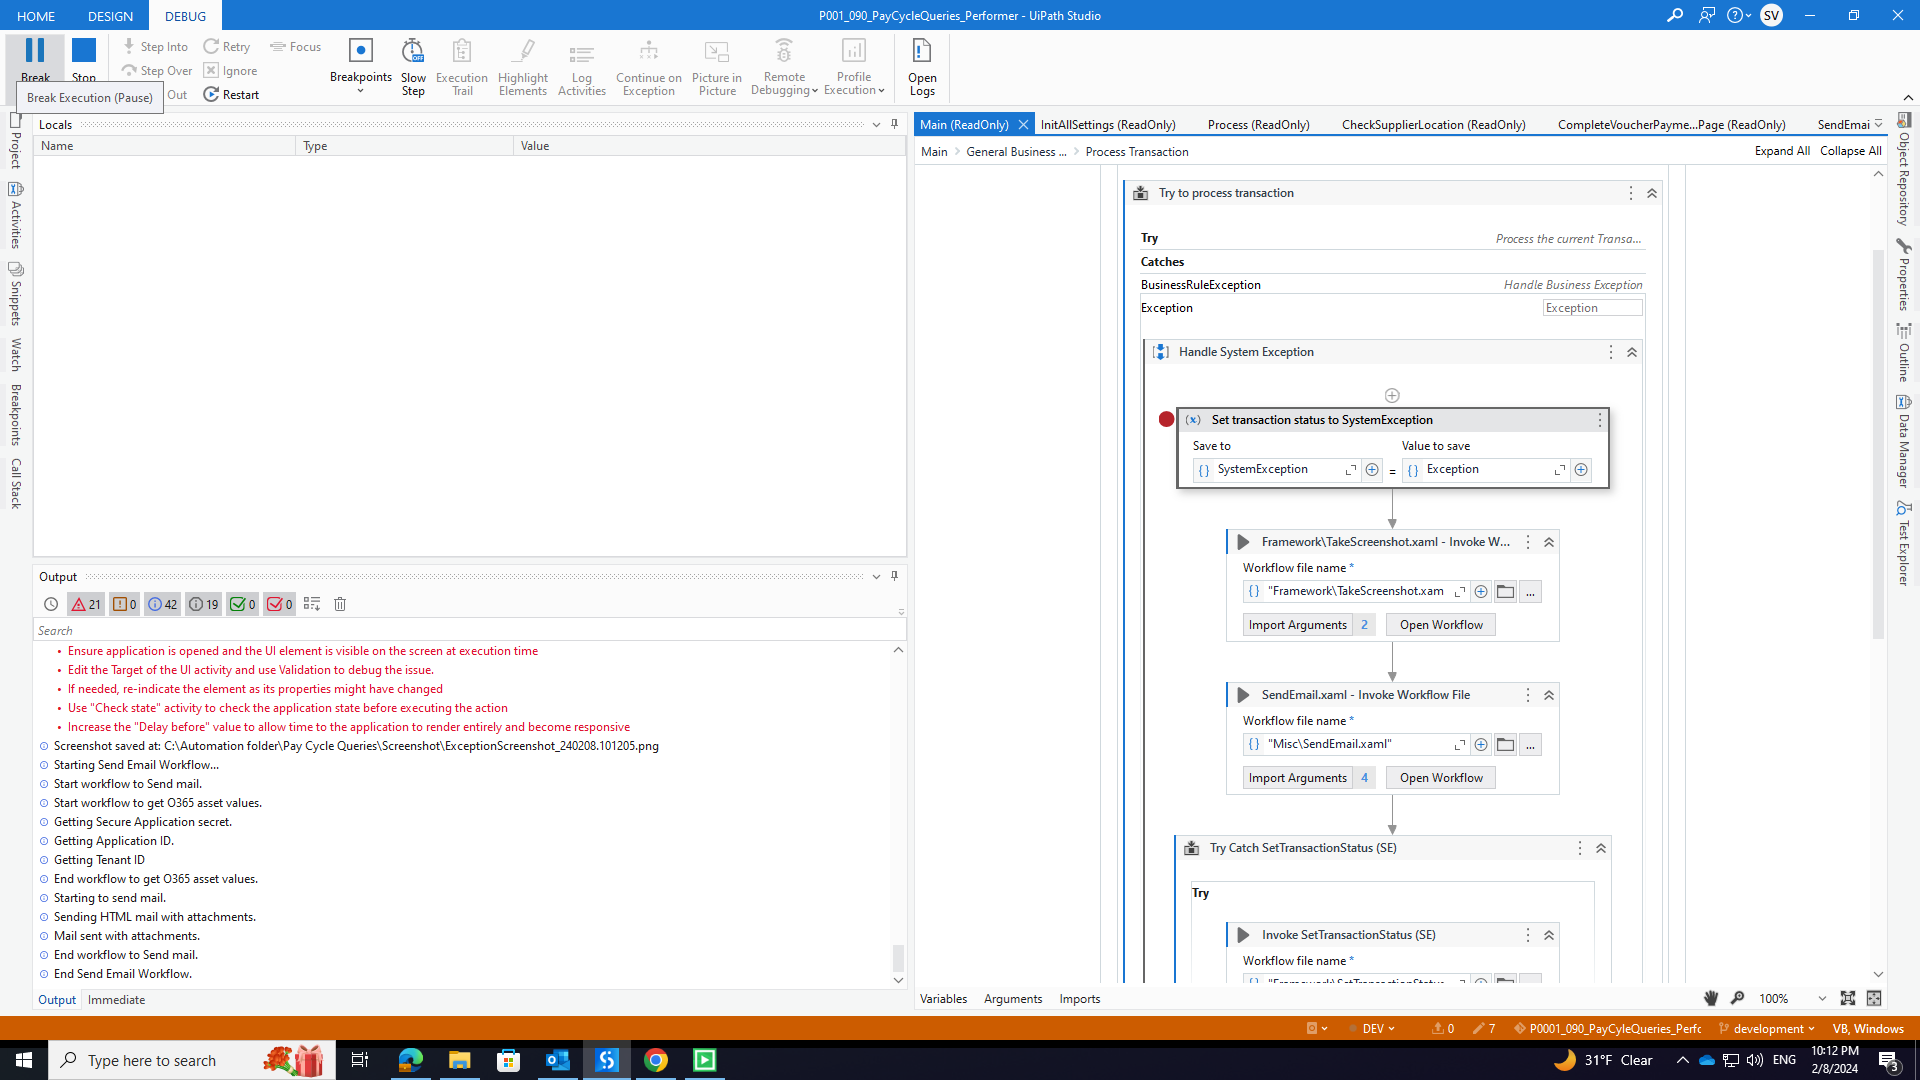 HOME DESIGN DEBUG
P001_090_PayCycleQueries_Performer - UiPath Studio
SV
Break
Stop
Step Into
Step Over
Out
Retry
Ignore
Restart
Focus
Breakpoints
Slow Step
Execution Trail
Highlight Elements
Log Activities
Continue on Exception
Picture in Picture
Remote Debugging
Profile Execution
Open Logs
Break Execution (Pause)
Project
Activities
Snippets
Watch
Breakpoints
Call Stack
Locals
Name Type Value
Output
21 0 42 19 0 0
Search
• Ensure application is opened and the UI element is visible on the screen at execution time
• Edit the Target of the UI activity and use Validation to debug the issue.
• If needed, re-indicate the element as its properties might have changed
• Use "Check state" activity to check the application state before executing the action
• Increase the "Delay before" value to allow time to the application to render entirely and become responsive
Screenshot saved at: C:\Automation folder\Pay Cycle Queries\Screenshot\ExceptionScreenshot_240208.101205.png
Starting Send Email Workflow...
Start workflow to Send mail.
Start workflow to get O365 asset values.
Getting Secure Application secret.
Getting Application ID.
Getting Tenant ID
End workflow to get O365 asset values.
Starting to send mail.
Sending HTML mail with attachments.
Mail sent with attachments.
End workflow to Send mail.
End Send Email Workflow.
Output Immediate
Main (ReadOnly) InitAllSettings (ReadOnly) Process (ReadOnly) CheckSupplierLocation (ReadOnly) CompleteVoucherPayme...Page (ReadOnly) SendEmai
Main > General Business ... > Process Transaction
Expand All Collapse All
Try to process transaction
Try
Process the current Transa...
Catches
BusinessRuleException
Handle Business Exception
Exception
Exception
Handle System Exception
Set transaction status to SystemException
Save to Value to save
SystemException = Exception
Framework\TakeScreenshot.xaml - Invoke W...
Workflow file name *
"Framework\TakeScreenshot.xam ...
Import Arguments 2 Open Workflow
SendEmail.xaml - Invoke Workflow File
Workflow file name *
"Misc\SendEmail.xaml" ...
Import Arguments 4 Open Workflow
Try Catch SetTransactionStatus (SE)
Try
Invoke SetTransactionStatus (SE)
Workflow file name *
"Framework\SetTransactionStatus
Variables Arguments Imports
100%
Object Repository
Properties
Outline
Data Manager
Test Explorer
DEV
0
7
P0001_090_PayCyleQueries_Perfc
development
VB, Windows
Type here to search
31°F Clear
ENG
10:12 PM
2/8/2024
3